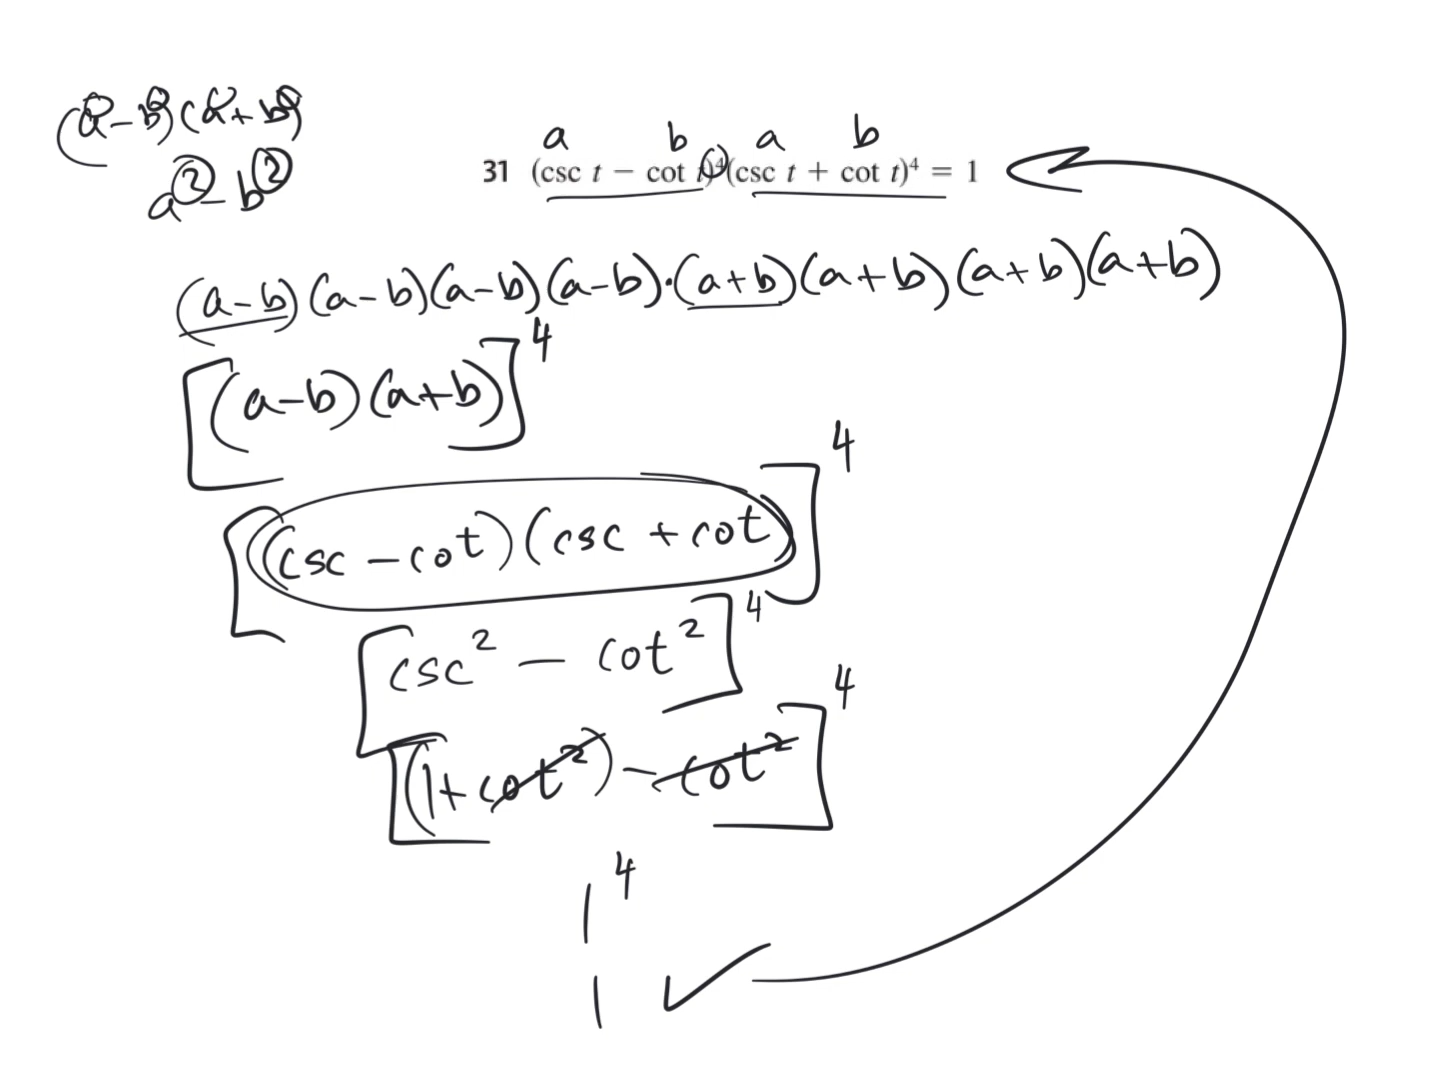 (a-b)(a+b)
a² - b²
a b a b
31 (csc t − cot t)⁴(csc t + cot t)⁴ = 1
(a-b)(a-b)(a-b)(a-b)·(a+b)(a+b)(a+b)(a+b)
[(a-b)(a+b)]⁴
[(csc - cot)(csc + cot)]⁴
[csc² - cot²]⁴
[(1+cot²) - cot²]⁴
1⁴
1 ✓